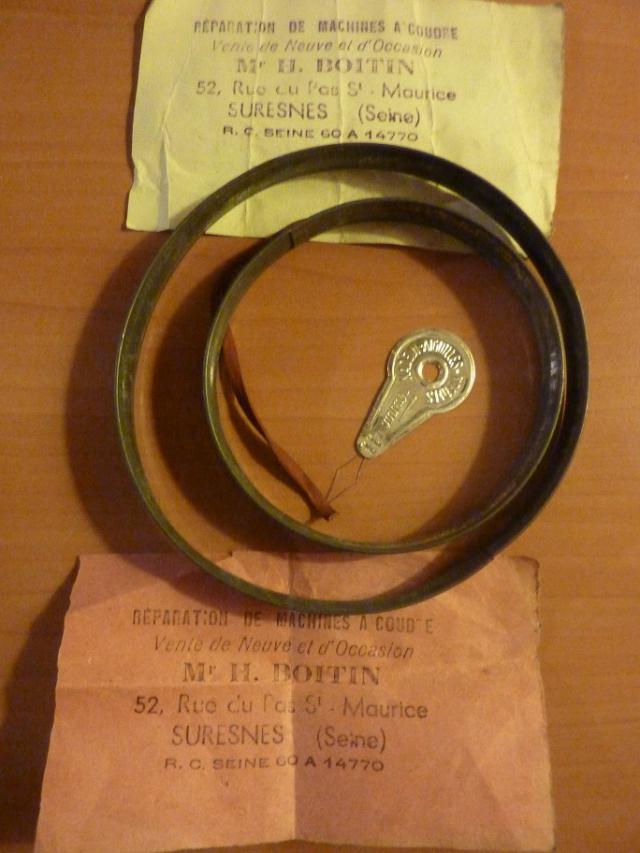 RÉPARATION DE MACHINES A COUDRE
Vente de Neuve et d'Occasion
Mr H. BOITIN
52, Rue du Pas St - Maurice
SURESNES (Seine)
R. C. SEINE 60 A 14770
RÉPARATION DE MACHINES A COUDRE
Vente de Neuve et d'Occasion
Mr H. BOITIN
52, Rue du Pas St - Maurice
SURESNES (Seine)
R. C. SEINE 60 A 14770